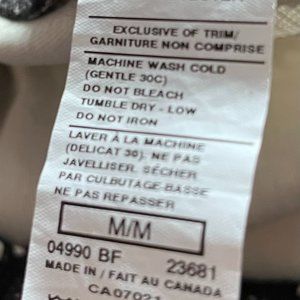 EXCLUSIVE OF TRIM/
GARNITURE NON COMPRISE
MACHINE WASH COLD
(GENTLE 30C)
DO NOT BLEACH
TUMBLE DRY - LOW
DO NOT IRON
LAVER À LA MACHINE
(DELICAT 30). NE PAS
JAVELLISER. SÉCHER
PAR CULBUTAGE BASSE
NE PAS REPASSER
M/M
04990 BF 23681
MADE IN / FAIT AU CANADA